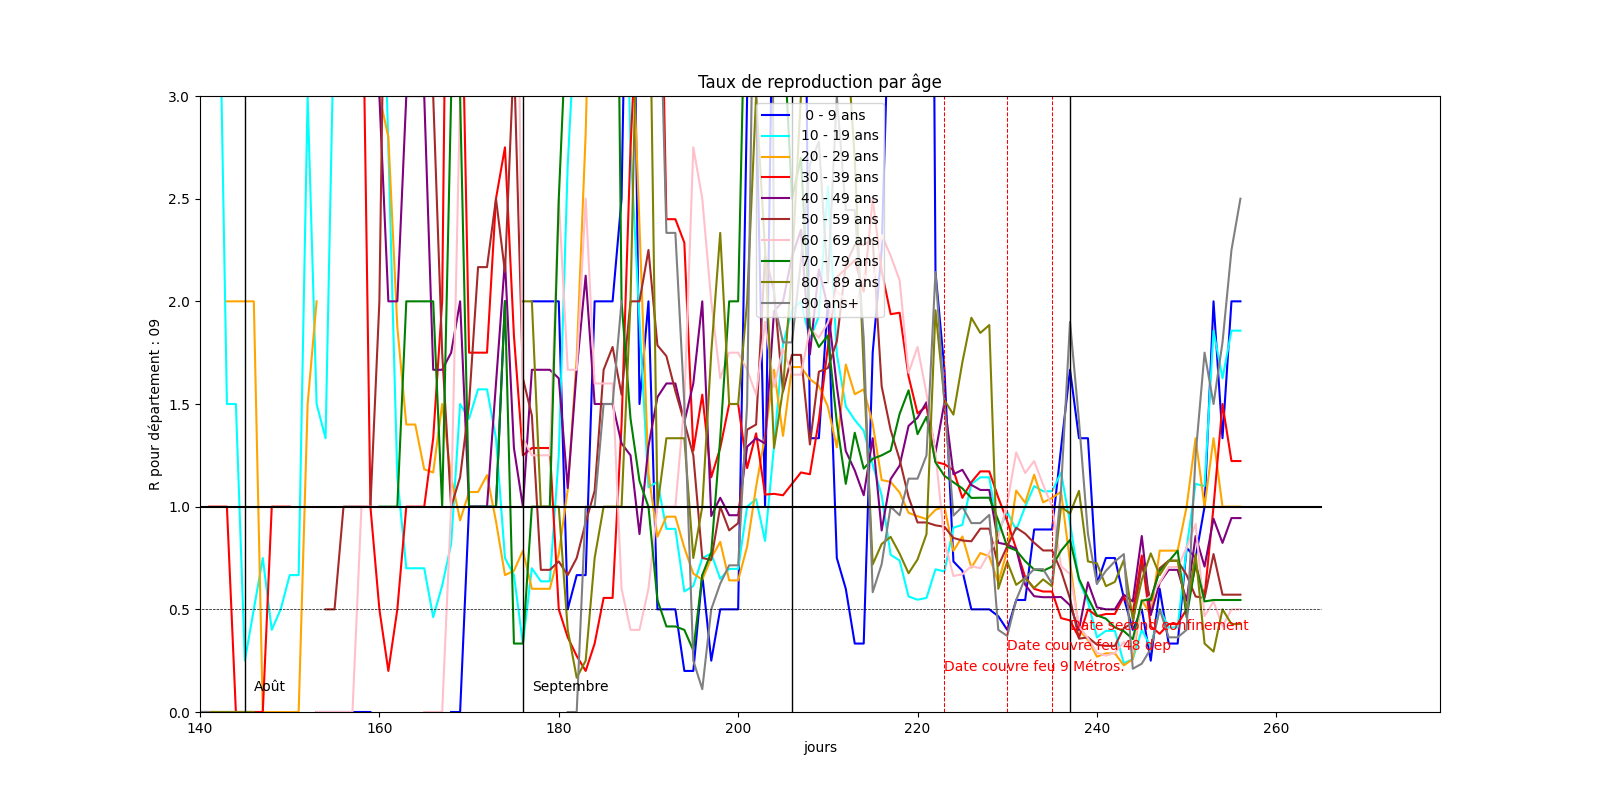 Taux de reproduction par âge
R pour département : 09
3.0
2.5
2.0
1.5
1.0
0.5
0.0
0 - 9 ans
10 - 19 ans
20 - 29 ans
30 - 39 ans
40 - 49 ans
50 - 59 ans
60 - 69 ans
70 - 79 ans
80 - 89 ans
90 ans+
Date second confinement
Date couvre feu 48 dep
Date couvre feu 9 Métros.
Août
Septembre
140
160
180
200
220
240
260
jours